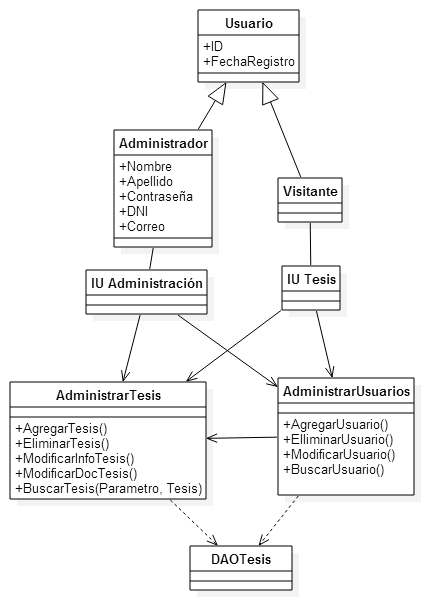 Usuario
+ID
+FechaRegistro
Administrador
+Nombre
+Apellido
+Contraseña
+DNI
+Correo
Visitante
IU Administración
IU Tesis
AdministrarTesis
+AgregarTesis()
+EliminarTesis()
+ModificarInfoTesis()
+ModificarDocTesis()
+BuscarTesis(Parametro, Tesis)
AdministrarUsuarios
+AgregarUsuario()
+ElliminarUsuario()
+ModificarUsuario()
+BuscarUsuario()
DAOTesis